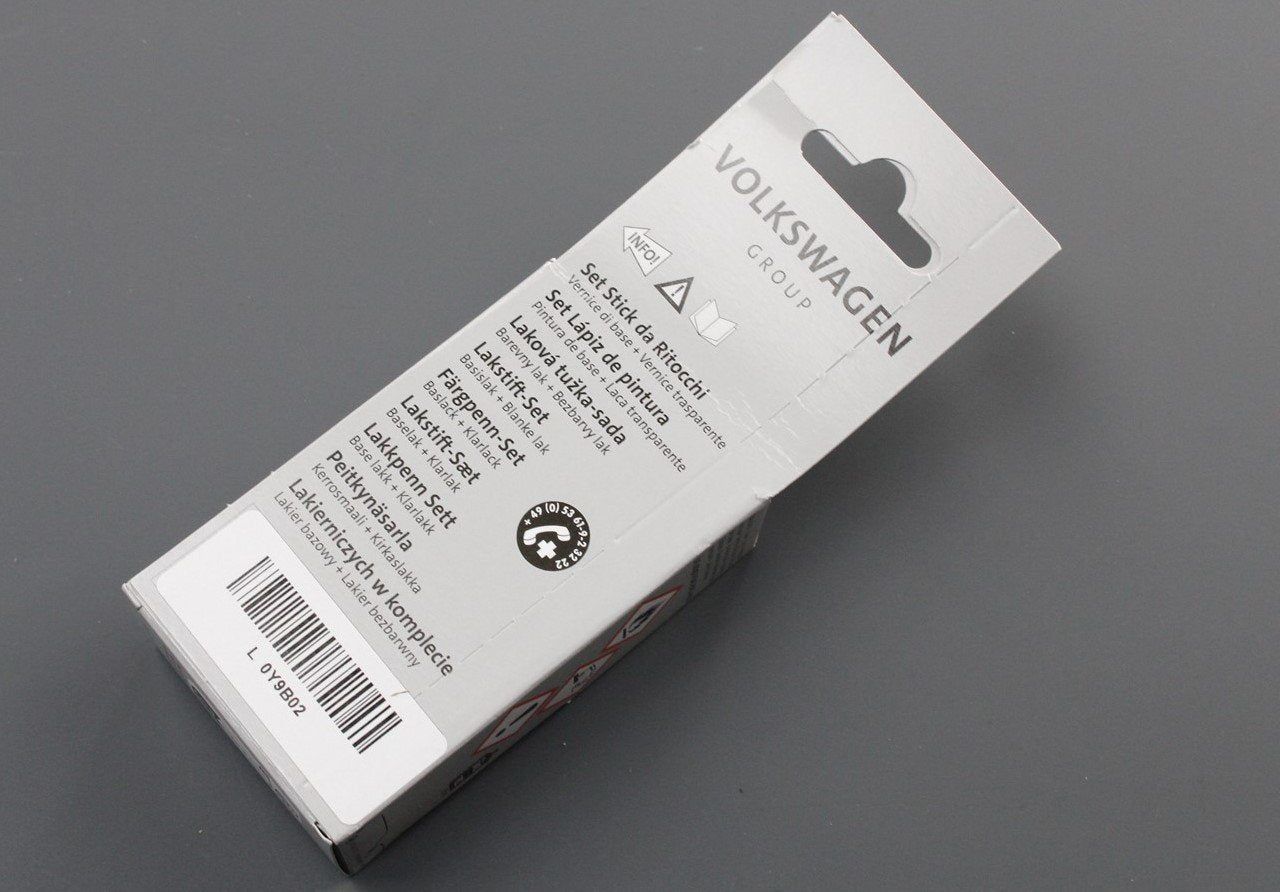 VOLKSWAGEN
GROUP
INFO!
Set Stick da Ritocchi
Vernice di base + Vernice trasparente
Set Lápiz de pintura
Pintura de base + Laca transparente
Laková tužka-sada
Barevny lak + Bezbarvy lak
Lakstift-Set
Basislak + Blanke lak
Färgpenn-Set
Baslack + Klarlack
Lakstift-Sæt
Baselak + Klarlak
Lakkpenn Sett
Base lakk + Klarlakk
Peitkynäsarla
Kerrosmaali + Kirkaslakka
Lakierniczych w komplecie
Lakier bazowy + Lakier bezbarwny
+ 49 (0) 53 61-9-2 32 22
L 0Y9B02